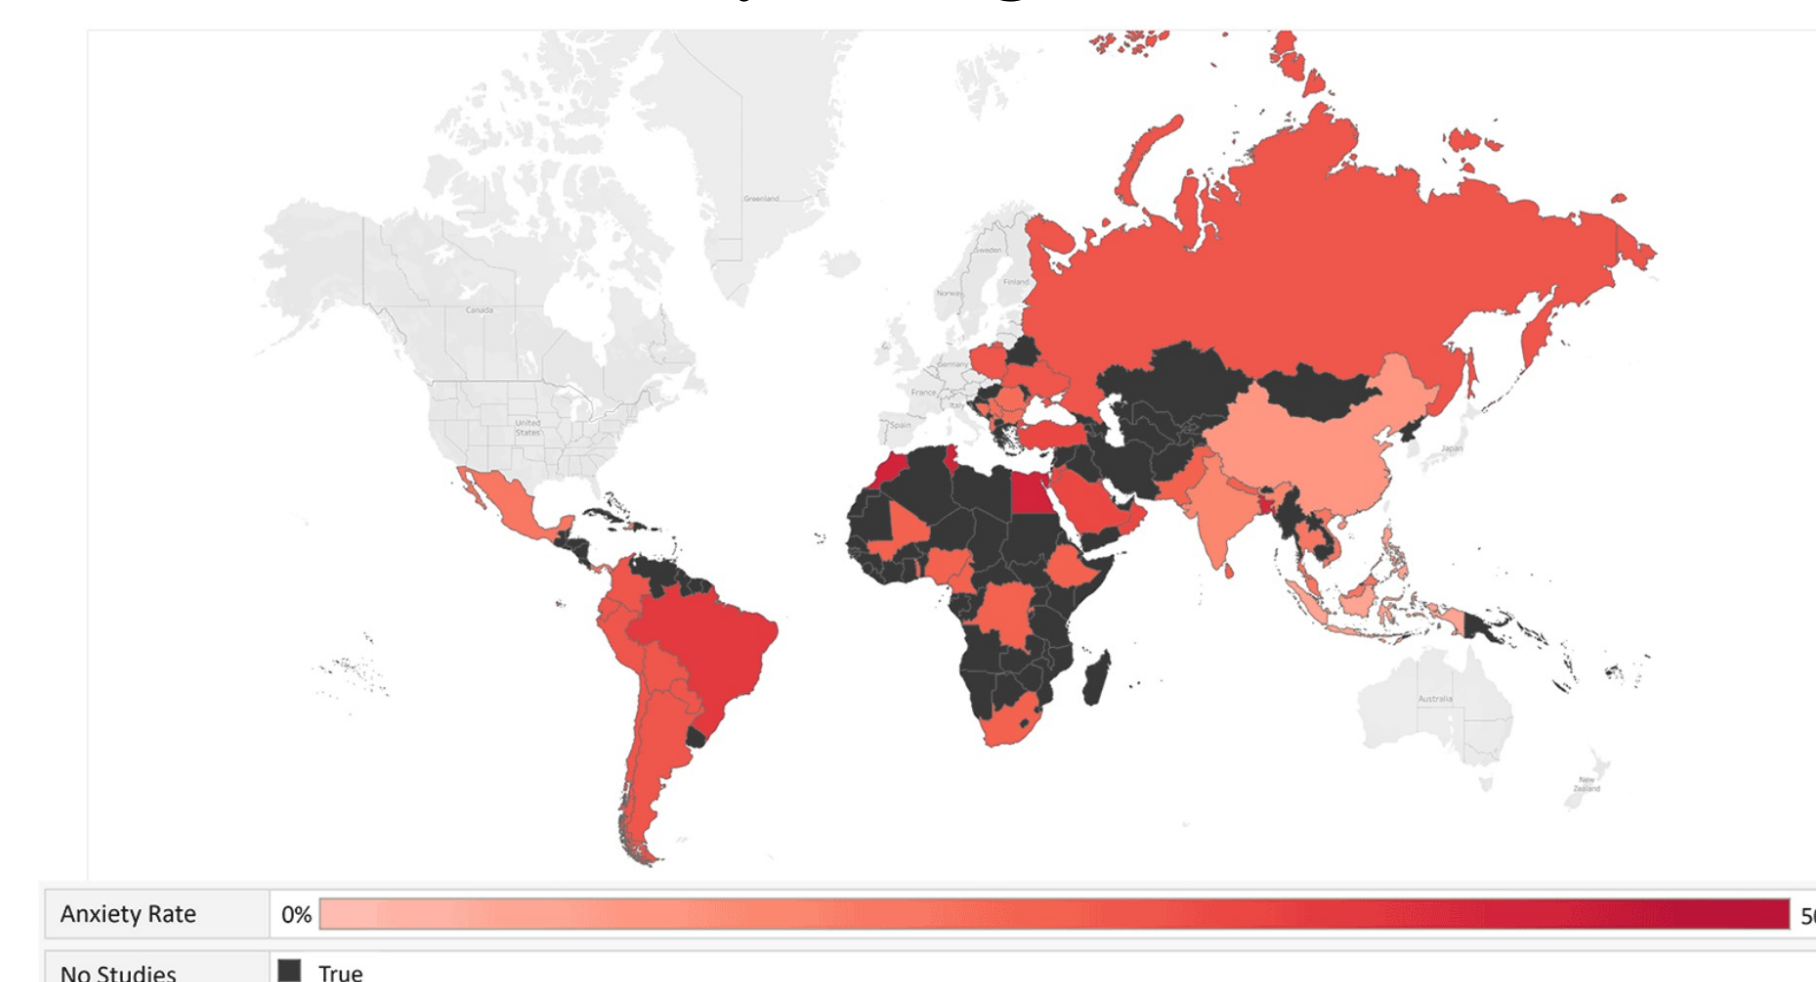 Greenland
Sweden
Finland
Norway
Canada
Germany
France
Italy
Spain
United
States
Japan
Australia
New
Zealand
Anxiety Rate
0%
50
No Studies
True